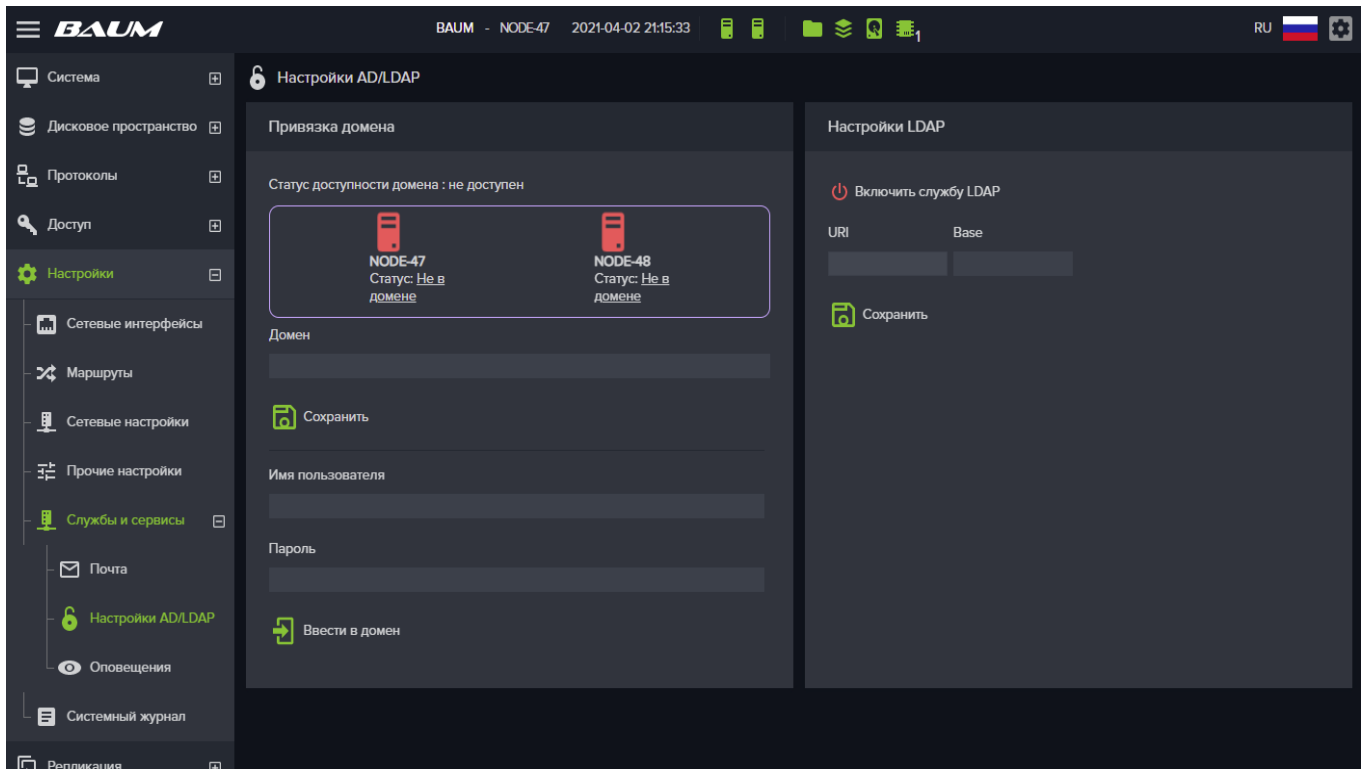 BAUM
BAUM - NODE-47 2021-04-02 21:15:33
1
RU
Система
Дисковое пространство
Протоколы
Доступ
Настройки
Сетевые интерфейсы
Маршруты
Сетевые настройки
Прочие настройки
Службы и сервисы
Почта
Настройки AD/LDAP
Оповещения
Системный журнал
Репликация
Настройки AD/LDAP
Привязка домена
Статус доступности домена : не доступен
NODE-47
Статус: Не в
домене
NODE-48
Статус: Не в
домене
Домен
Сохранить
Имя пользователя
Пароль
Ввести в домен
Настройки LDAP
Включить службу LDAP
URI Base
Сохранить